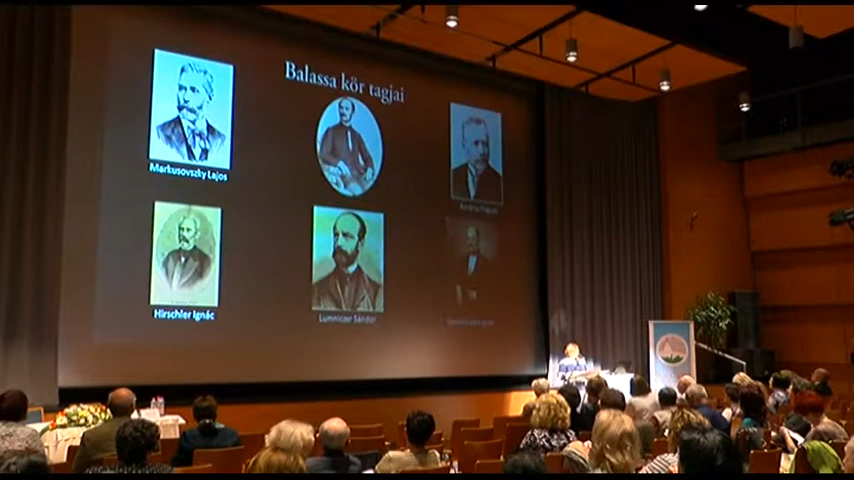 Balassa kör tagjai
Markusovszky Lajos
Hirschler Ignác
Lumniczer Sándor